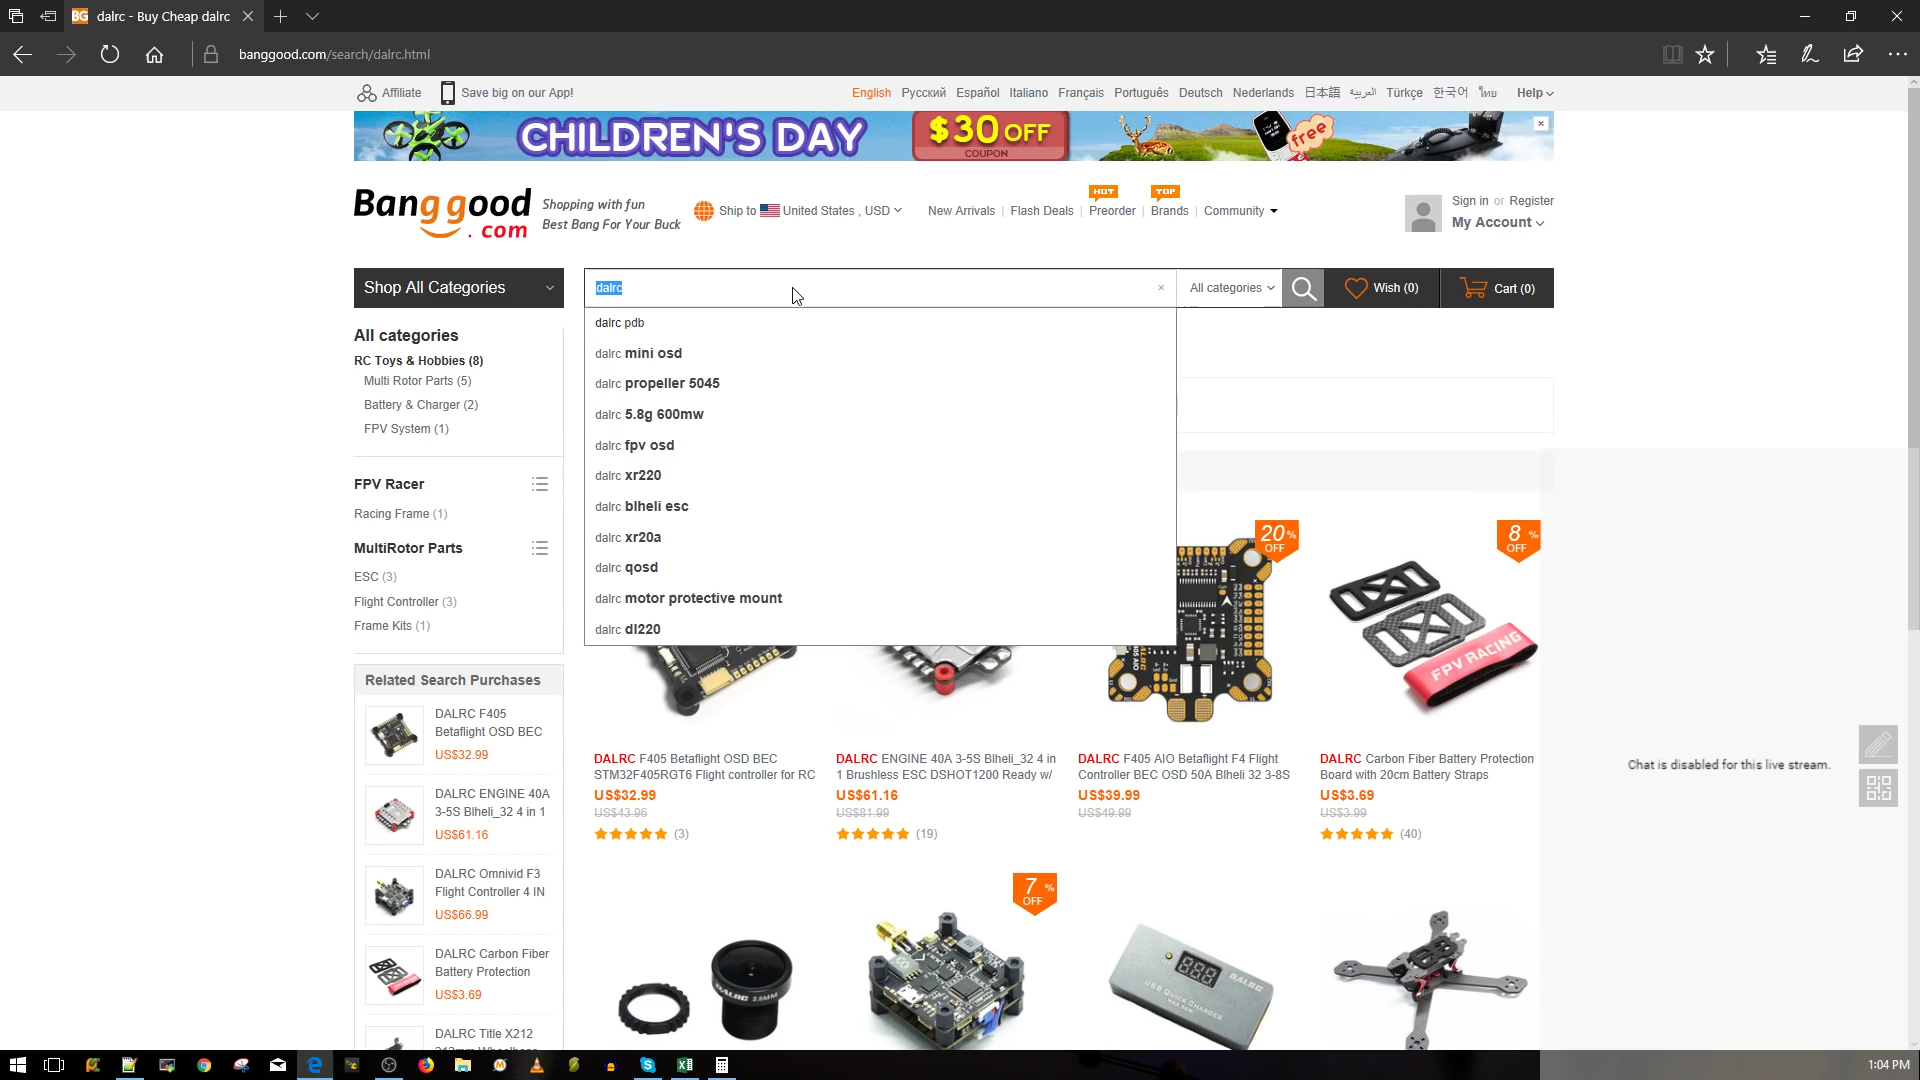 dalrc - Buy Cheap dalrc
banggood.com/search/dalrc.html
Affiliate
Save big on our App!
English Русский Español Italiano Français Português Deutsch Nederlands 日本語 العربية Türkçe 한국어 ไทย Help
CHILDREN'S DAY
$30 OFF
COUPON
free
Banggood
.com
Shopping with fun
Best Bang For Your Buck
Ship to United States , USD
New Arrivals
Flash Deals
HOT
Preorder
TOP
Brands
Community
Sign in or Register
My Account
Shop All Categories
dalrc
All categories
Wish (0)
Cart (0)
dalrc pdb
dalrc mini osd
dalrc propeller 5045
dalrc 5.8g 600mw
dalrc fpv osd
dalrc xr220
dalrc blheli esc
dalrc xr20a
dalrc qosd
dalrc motor protective mount
dalrc dl220
All categories
RC Toys & Hobbies (8)
Multi Rotor Parts (5)
Battery & Charger (2)
FPV System (1)
FPV Racer
Racing Frame (1)
MultiRotor Parts
ESC (3)
Flight Controller (3)
Frame Kits (1)
Related Search Purchases
DALRC F405
Betaflight OSD BEC
US$32.99
DALRC ENGINE 40A
3-5S Blheli_32 4 in 1
US$61.16
DALRC Omnivid F3
Flight Controller 4 IN
US$66.99
DALRC Carbon Fiber
Battery Protection
US$3.69
DALRC Title X212
20% OFF
8% OFF
FPV RACING
DALRC F405 Betaflight OSD BEC
STM32F405RGT6 Flight controller for RC
US$32.99
US$43.96
(3)
DALRC ENGINE 40A 3-5S Blheli_32 4 in
1 Brushless ESC DSHOT1200 Ready w/
US$61.16
US$81.99
(19)
DALRC F405 AIO Betaflight F4 Flight
Controller BEC OSD 50A Blheli 32 3-8S
US$39.99
US$49.99
DALRC Carbon Fiber Battery Protection
Board with 20cm Battery Straps
US$3.69
US$3.99
(40)
7% OFF
DALRC 2.5MM
DALRC
USB QUICK CHARGER
Chat is disabled for this live stream.
1:04 PM